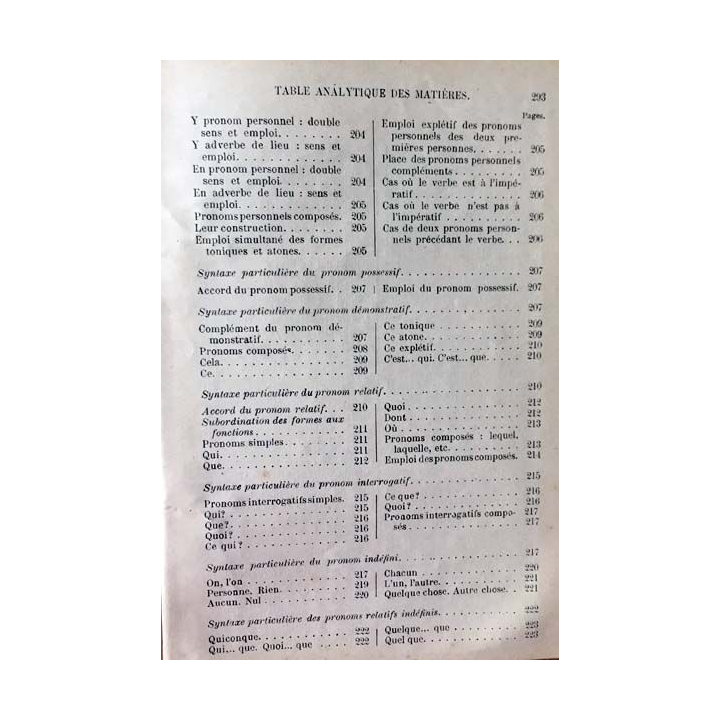 TABLE ANALYTIQUE DES MATIÈRES. 293
Pages.
Y pronom personnel : double
sens et emploi. . . . . . . . 204
Y adverbe de lieu : sens et
emploi. . . . . . . . . . . . . 204
En pronom personnel : double
sens et emploi. . . . . . . . 204
En adverbe de lieu : sens et
emploi. . . . . . . . . . . . . 205
Pronoms personnels composés. 205
Leur construction. . . . . . . . 205
Emploi simultané des formes
toniques et atones. . . . . . . 205
Emploi explétif des pronoms
personnels des deux pre-
mières personnes. . . . . . . 205
Place des pronoms personnels
compléments . . . . . . . . . 205
Cas où le verbe est à l'impé-
ratif . . . . . . . . . . . . . 206
Cas où le verbe n'est pas à
l'impératif . . . . . . . . . . 206
Cas de deux pronoms person-
nels précédant le verbe. . . 206
Syntaxe particulière du pronom possessif. . . . . . . . . . . . . . 207
Accord du pronom possessif. . 207
Emploi du pronom possessif. 207
Syntaxe particulière du pronom démonstratif. . . . . . . . . . . . . 207
Complément du pronom dé-
monstratif. . . . . . . . . . . 207
Pronoms composés. . . . . . . . 208
Cela. . . . . . . . . . . . . . . 209
Ce. . . . . . . . . . . . . . . . 209
Ce tonique . . . . . . . . . . . 209
Ce atone. . . . . . . . . . . . . 209
Ce explétif. . . . . . . . . . . 210
C'est... qui. C'est... que. . . . 210
Syntaxe particulière du pronom relatif. . . . . . . . . . . . . . . 210
Accord du pronom relatif. . . 210
Subordination des formes aux
fonctions . . . . . . . . . . . 211
Pronoms simples. . . . . . . . . 211
Qui. . . . . . . . . . . . . . . 211
Que. . . . . . . . . . . . . . . 212
Quoi . . . . . . . . . . . . . . 212
Dont . . . . . . . . . . . . . . 212
Où . . . . . . . . . . . . . . . 213
Pronoms composés : lequel,
laquelle, etc. . . . . . . . . . 213
Emploi des pronoms composés. 214
Syntaxe particulière du pronom interrogatif. . . . . . . . . . . . . 215
Pronoms interrogatifs simples. 215
Qui? . . . . . . . . . . . . . . 215
Que? . . . . . . . . . . . . . . 216
Quoi? . . . . . . . . . . . . . . 216
Ce qui? . . . . . . . . . . . . . 216
Ce que? . . . . . . . . . . . . . 216
Quoi? . . . . . . . . . . . . . . 216
Pronoms interrogatifs compo- 217
sés . . . . . . . . . . . . . . . 217
Syntaxe particulière du pronom indéfini. . . . . . . . . . . . . . . 217
On, l'on . . . . . . . . . . . . 217
Personne, Rien. . . . . . . . . . 219
Aucun. Nul . . . . . . . . . . . 220
Chacun . . . . . . . . . . . . . 220
L'un, l'autre. . . . . . . . . . . 221
Quelque chose. Autre chose. . 221
Syntaxe particulière des pronoms relatifs indéfinis. . . . . . . . . . 222
Quiconque. . . . . . . . . . . . 222
Qui... que. Quoi... que . . . . 222
Quelque... que . . . . . . . . . 223
Quel que. . . . . . . . . . . . . 223